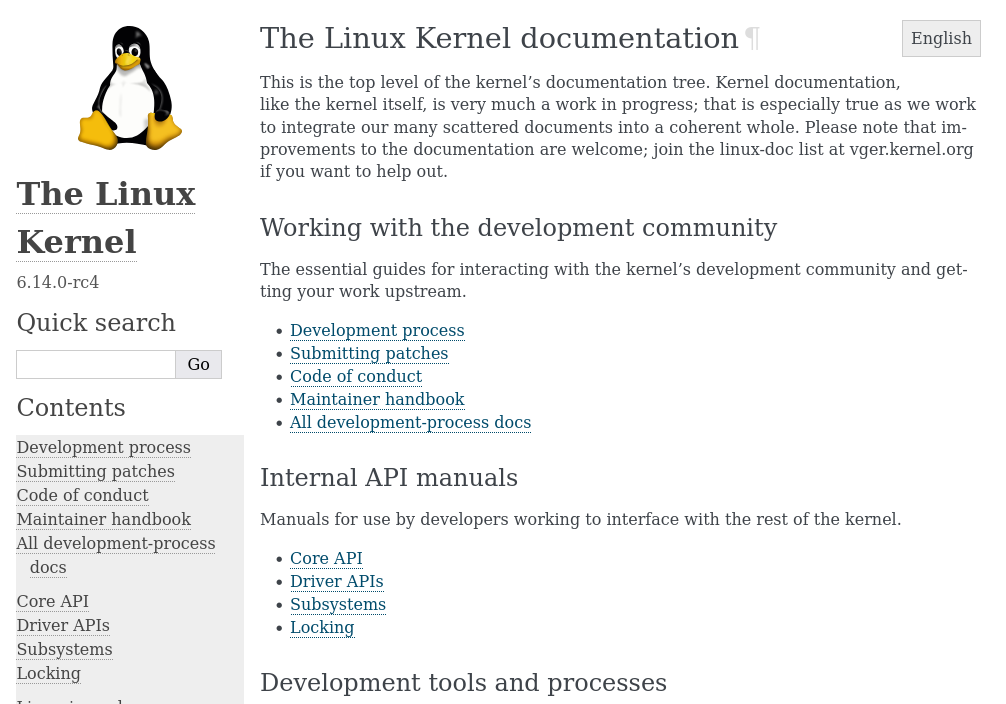 The Linux
Kernel
6.14.0-rc4
Quick search
Go
Contents
Development process
Submitting patches
Code of conduct
Maintainer handbook
All development-process
docs
Core API
Driver APIs
Subsystems
Locking
The Linux Kernel documentation¶
English
This is the top level of the kernel’s documentation tree. Kernel documentation,
like the kernel itself, is very much a work in progress; that is especially true as we work
to integrate our many scattered documents into a coherent whole. Please note that im-
provements to the documentation are welcome; join the linux-doc list at vger.kernel.org
if you want to help out.
Working with the development community
The essential guides for interacting with the kernel’s development community and get-
ting your work upstream.
• Development process
• Submitting patches
• Code of conduct
• Maintainer handbook
• All development-process docs
Internal API manuals
Manuals for use by developers working to interface with the rest of the kernel.
• Core API
• Driver APIs
• Subsystems
• Locking
Development tools and processes